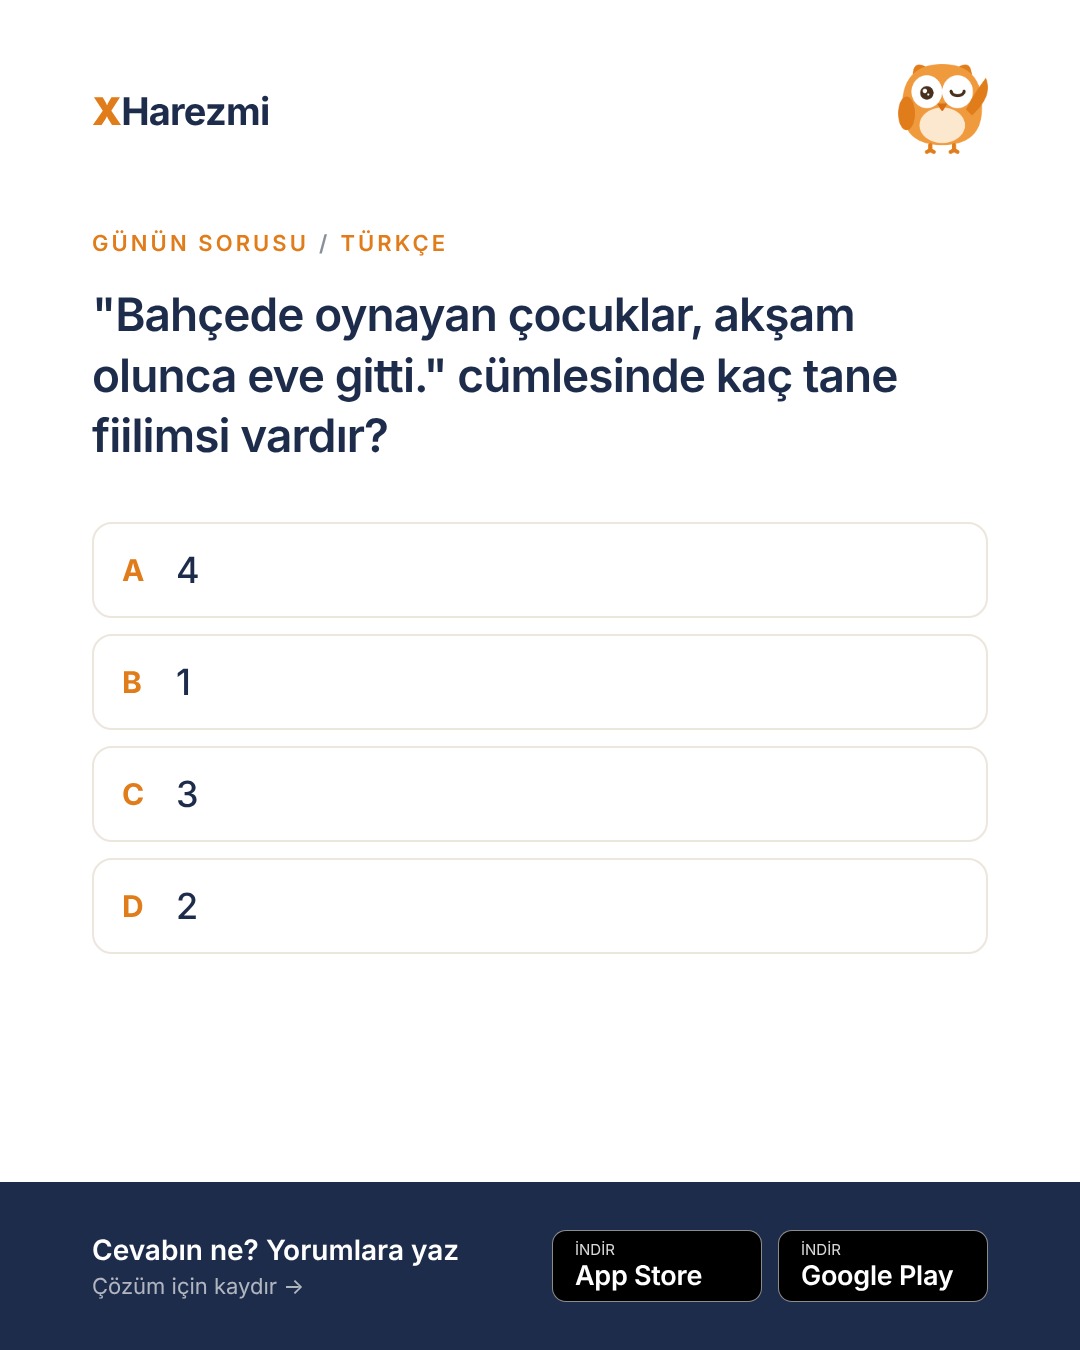 XHarezmi
GÜNÜN SORUSU / TÜRKÇE
"Bahçede oynayan çocuklar, akşam
olunca eve gitti." cümlesinde kaç tane
fiilimsi vardır?
A 4
B 1
C 3
D 2
Cevabın ne? Yorumlara yaz
Çözüm için kaydır →
İNDİR
App Store
İNDİR
Google Play